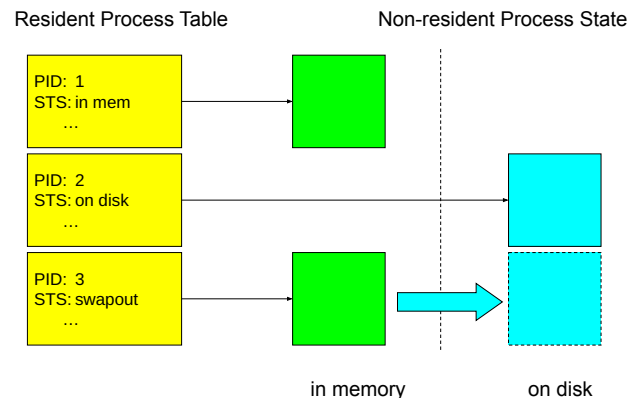 Resident Process Table
Non-resident Process State
PID: 1
STS: in mem
...
PID: 2
STS: on disk
...
PID: 3
STS: swapout
...
in memory
on disk